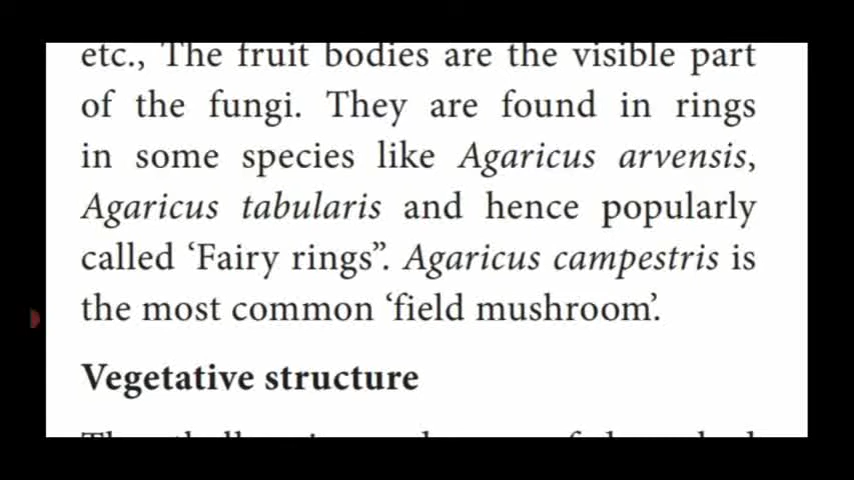 etc., The fruit bodies are the visible part
of the fungi. They are found in rings
in some species like Agaricus arvensis,
Agaricus tabularis and hence popularly
called ‘Fairy rings”. Agaricus campestris is
the most common ‘field mushroom’.
Vegetative structure